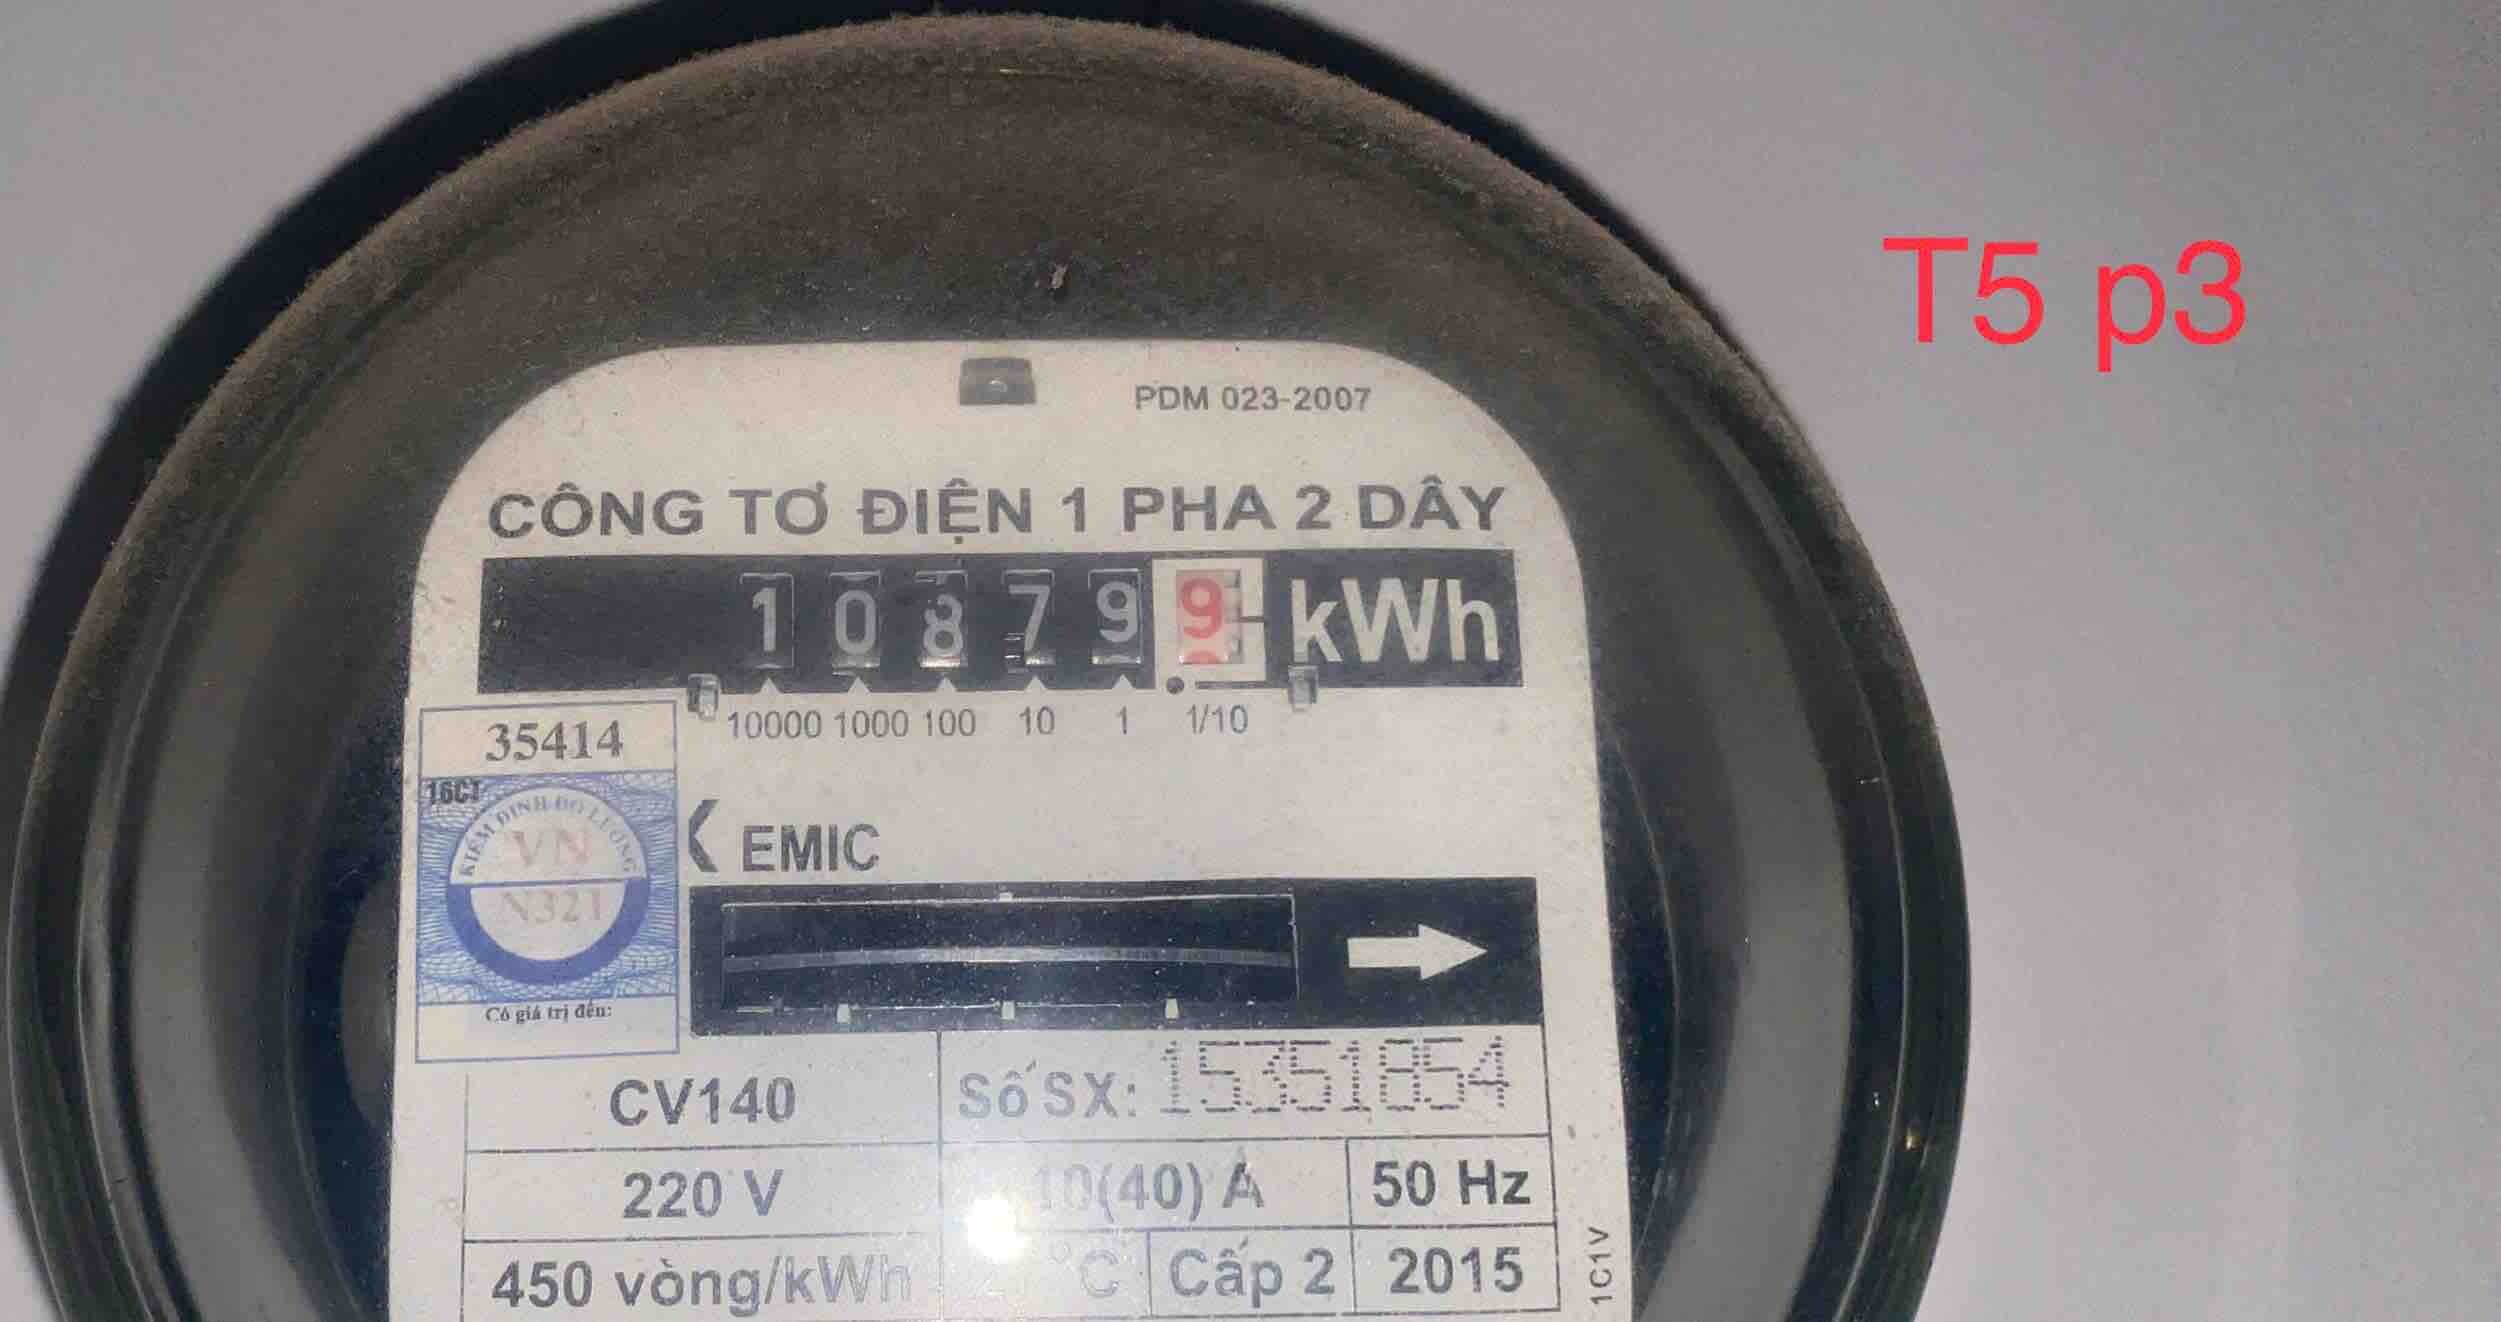 T5 p3
PDM 023-2007
CÔNG TƠ ĐIỆN 1 PHA 2 DÂY
1 0 8 7 9 9 kWh
10000 1000 100 10 1 1/10
35414
16CT
KIỂM ĐỊNH ĐO LƯỜNG
VN
N321
Có giá trị đến:
EMIC
CV140 Số SX: 15351854
220 V 10(40) A 50 Hz
450 vòng/kWh °C Cấp 2 2015
1C1V